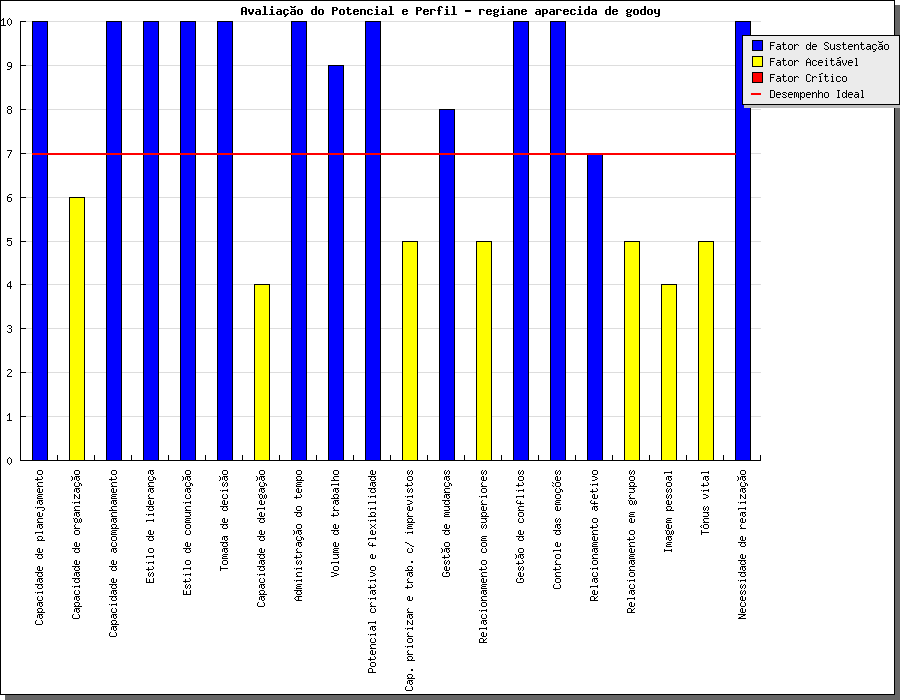 Avaliação do Potencial e Perfil - regiane aparecida de godoy
10
9
8
7
6
5
4
3
2
1
0
Fator de Sustentação
Fator Aceitável
Fator Crítico
Desempenho Ideal
Capacidade de planejamento
Capacidade de organização
Capacidade de acompanhamento
Estilo de liderança
Estilo de comunicação
Tomada de decisão
Capacidade de delegação
Administração do tempo
Volume de trabalho
Potencial criativo e flexibilidade
Cap. priorizar e trab. c/ imprevistos
Gestão de mudanças
Relacionamento com superiores
Gestão de conflitos
Controle das emoções
Relacionamento afetivo
Relacionamento em grupos
Imagem pessoal
Tônus vital
Necessidade de realização